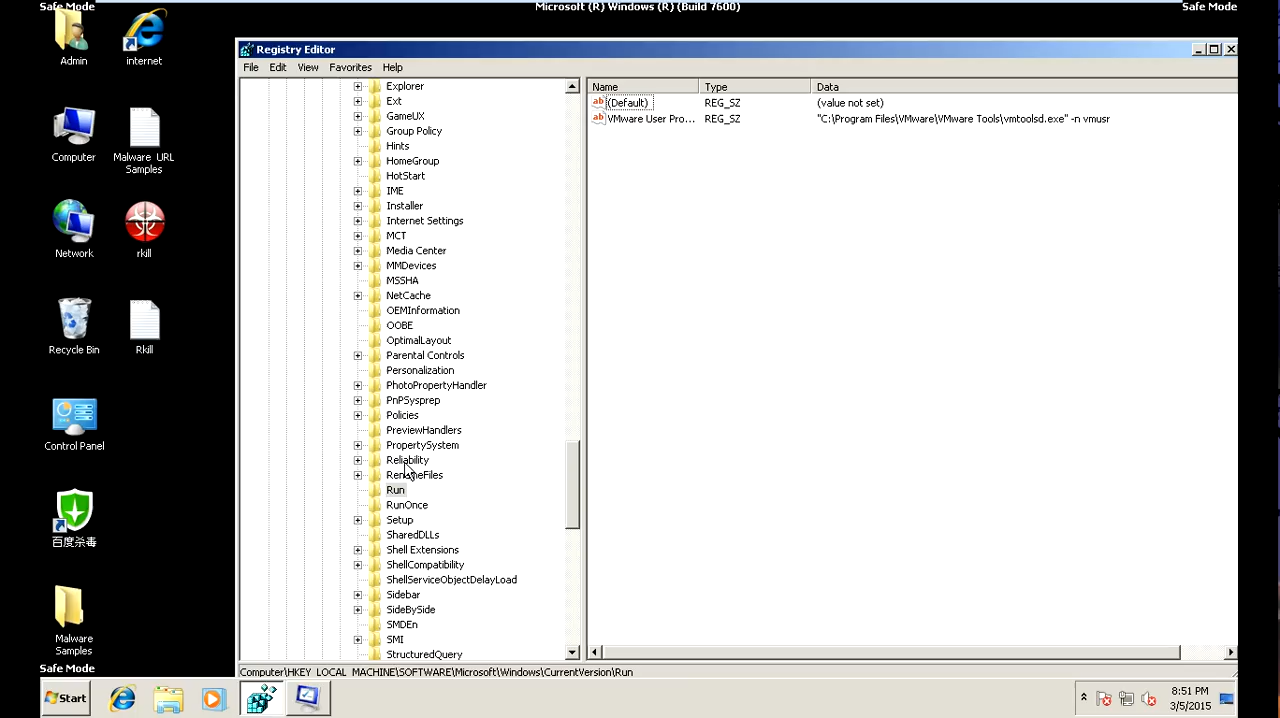 Safe Mode
Microsoft (R) Windows (R) (Build 7600)
Safe Mode
Admin
internet
Computer
Malware URL
Samples
Network
rkill
Recycle Bin
Rkill
Control Panel
百度杀毒
Malware
Samples
Safe Mode
Registry Editor
File Edit View Favorites Help
Explorer
Ext
GameUX
Group Policy
Hints
HomeGroup
HotStart
IME
Installer
Internet Settings
MCT
Media Center
MMDevices
MSSHA
NetCache
OEMInformation
OOBE
OptimalLayout
Parental Controls
Personalization
PhotoPropertyHandler
PnPSysprep
Policies
PreviewHandlers
PropertySystem
Reliability
RenameFiles
Run
RunOnce
Setup
SharedDLLs
Shell Extensions
ShellCompatibility
ShellServiceObjectDelayLoad
Sidebar
SideBySide
SMDEn
SMI
StructuredQuery
Name Type Data
(Default) REG_SZ (value not set)
VMware User Pro... REG_SZ "C:\Program Files\VMware\VMware Tools\vmtoolsd.exe" -n vmusr
Computer\HKEY_LOCAL_MACHINE\SOFTWARE\Microsoft\Windows\CurrentVersion\Run
Start
8:51 PM
3/5/2015